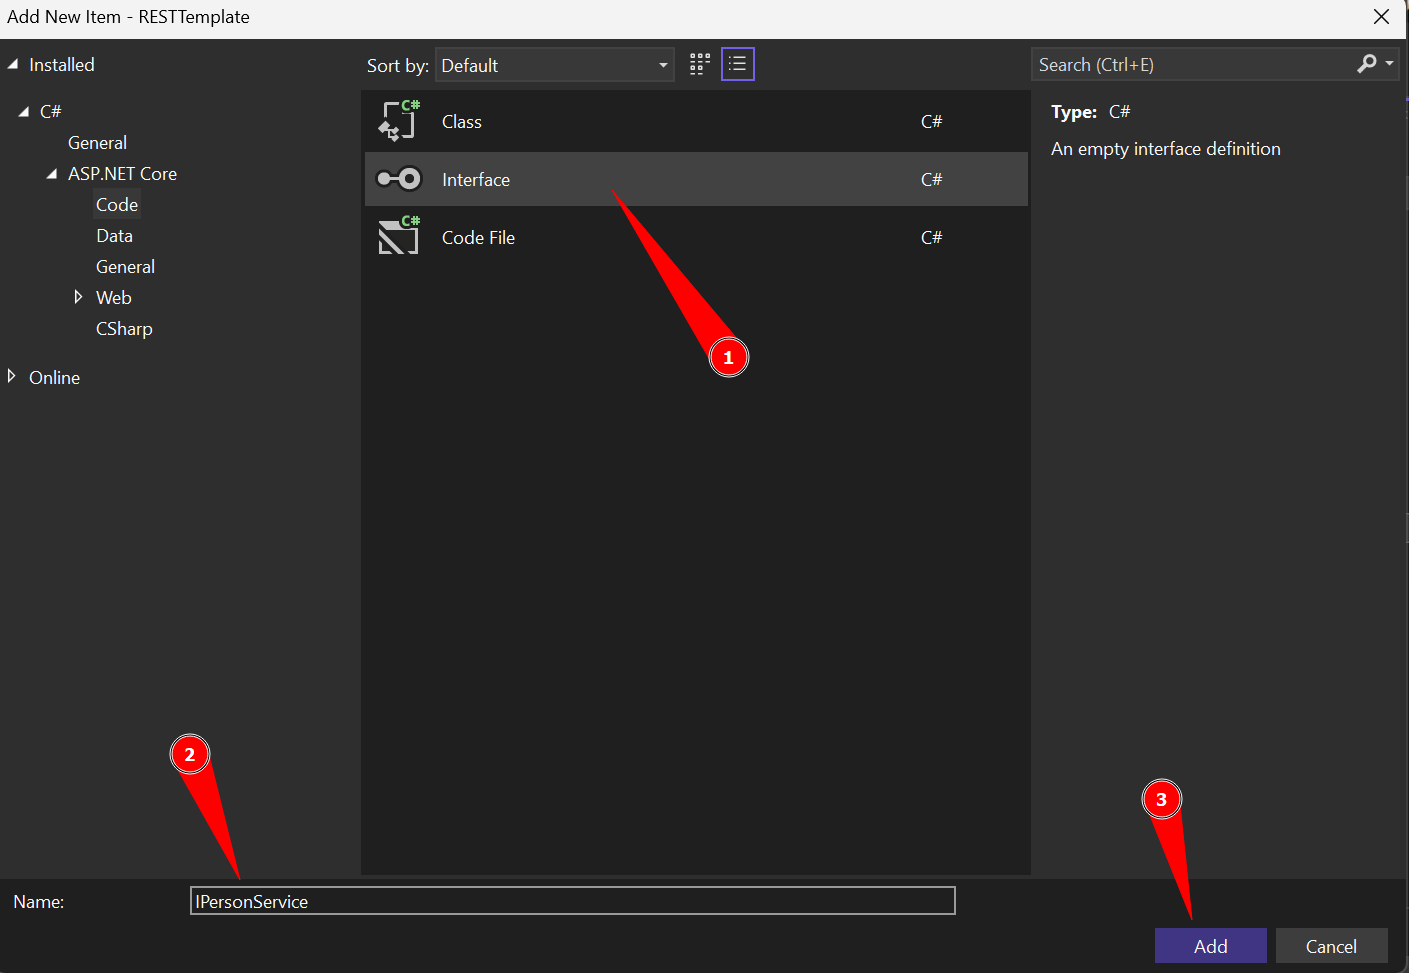 Add New Item - RESTTemplate
Installed
C#
General
ASP.NET Core
Code
Data
General
Web
CSharp
Online
Sort by: Default
C# Class C#
Interface C#
C# Code File C#
1
Search (Ctrl+E)
Type: C#
An empty interface definition
2
3
Name: IPersonService
Add Cancel